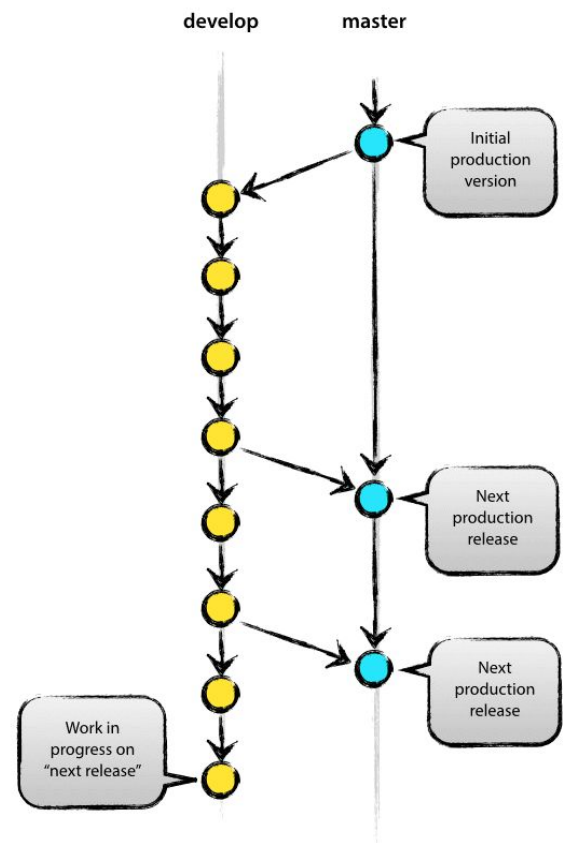 develop
master
Initial
production
version
Next
production
release
Next
production
release
Work in
progress on
“next release”